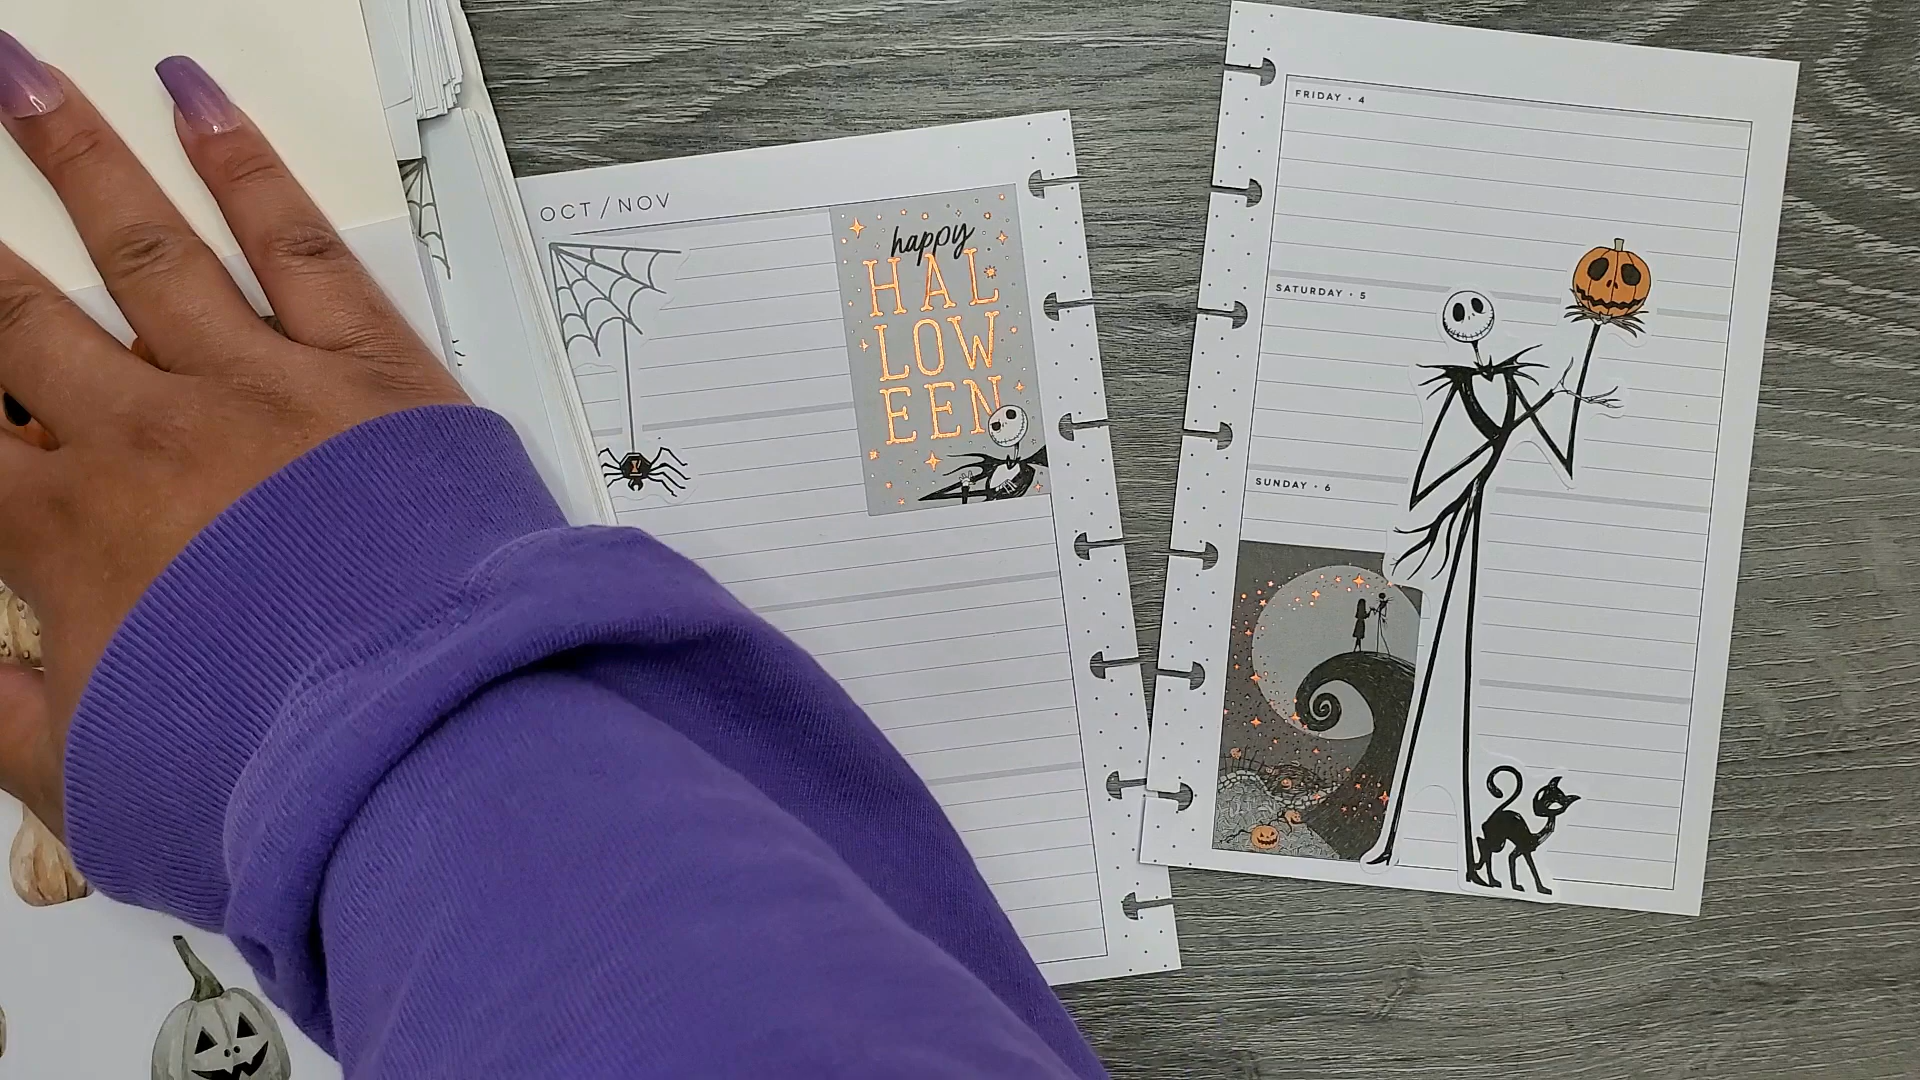 OCT/NOV
happy
HAL
LOW
EEN
FRIDAY • 4
SATURDAY • 5
SUNDAY • 6